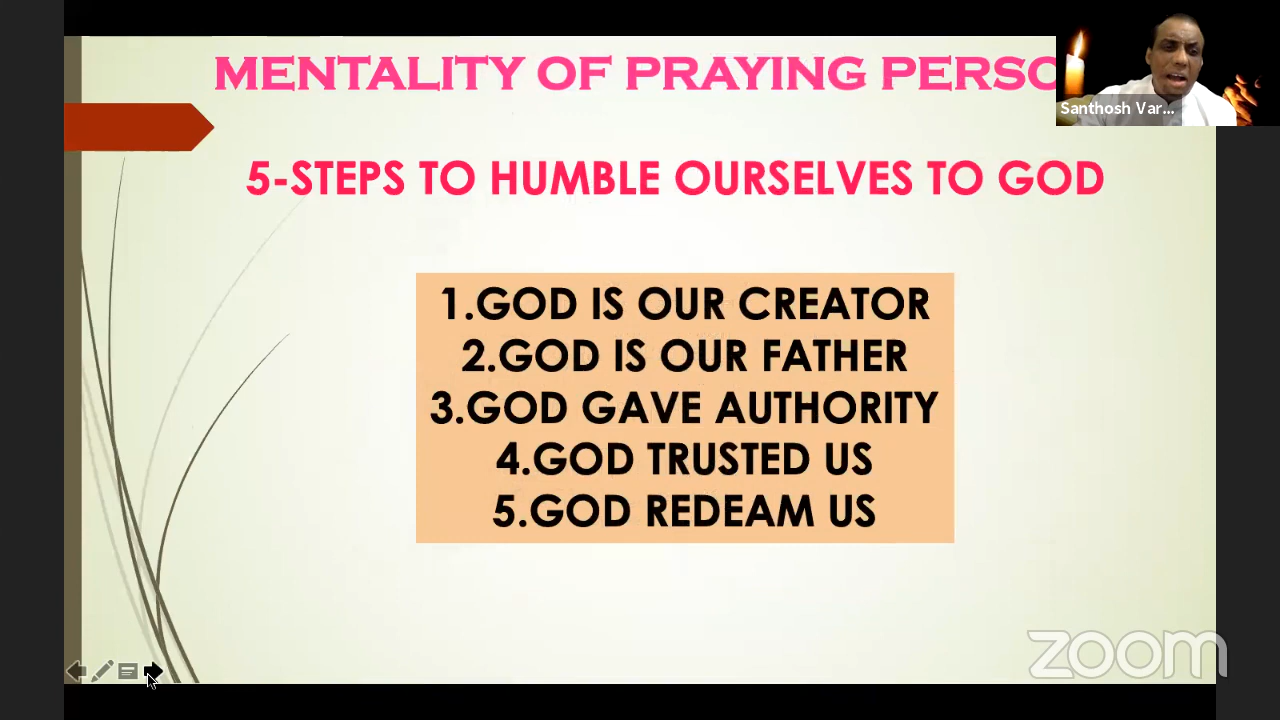 MENTALITY OF PRAYING PERSO
Santhosh Var...
5-STEPS TO HUMBLE OURSELVES TO GOD
1.GOD IS OUR CREATOR
2.GOD IS OUR FATHER
3.GOD GAVE AUTHORITY
4.GOD TRUSTED US
5.GOD REDEAM US
zoom